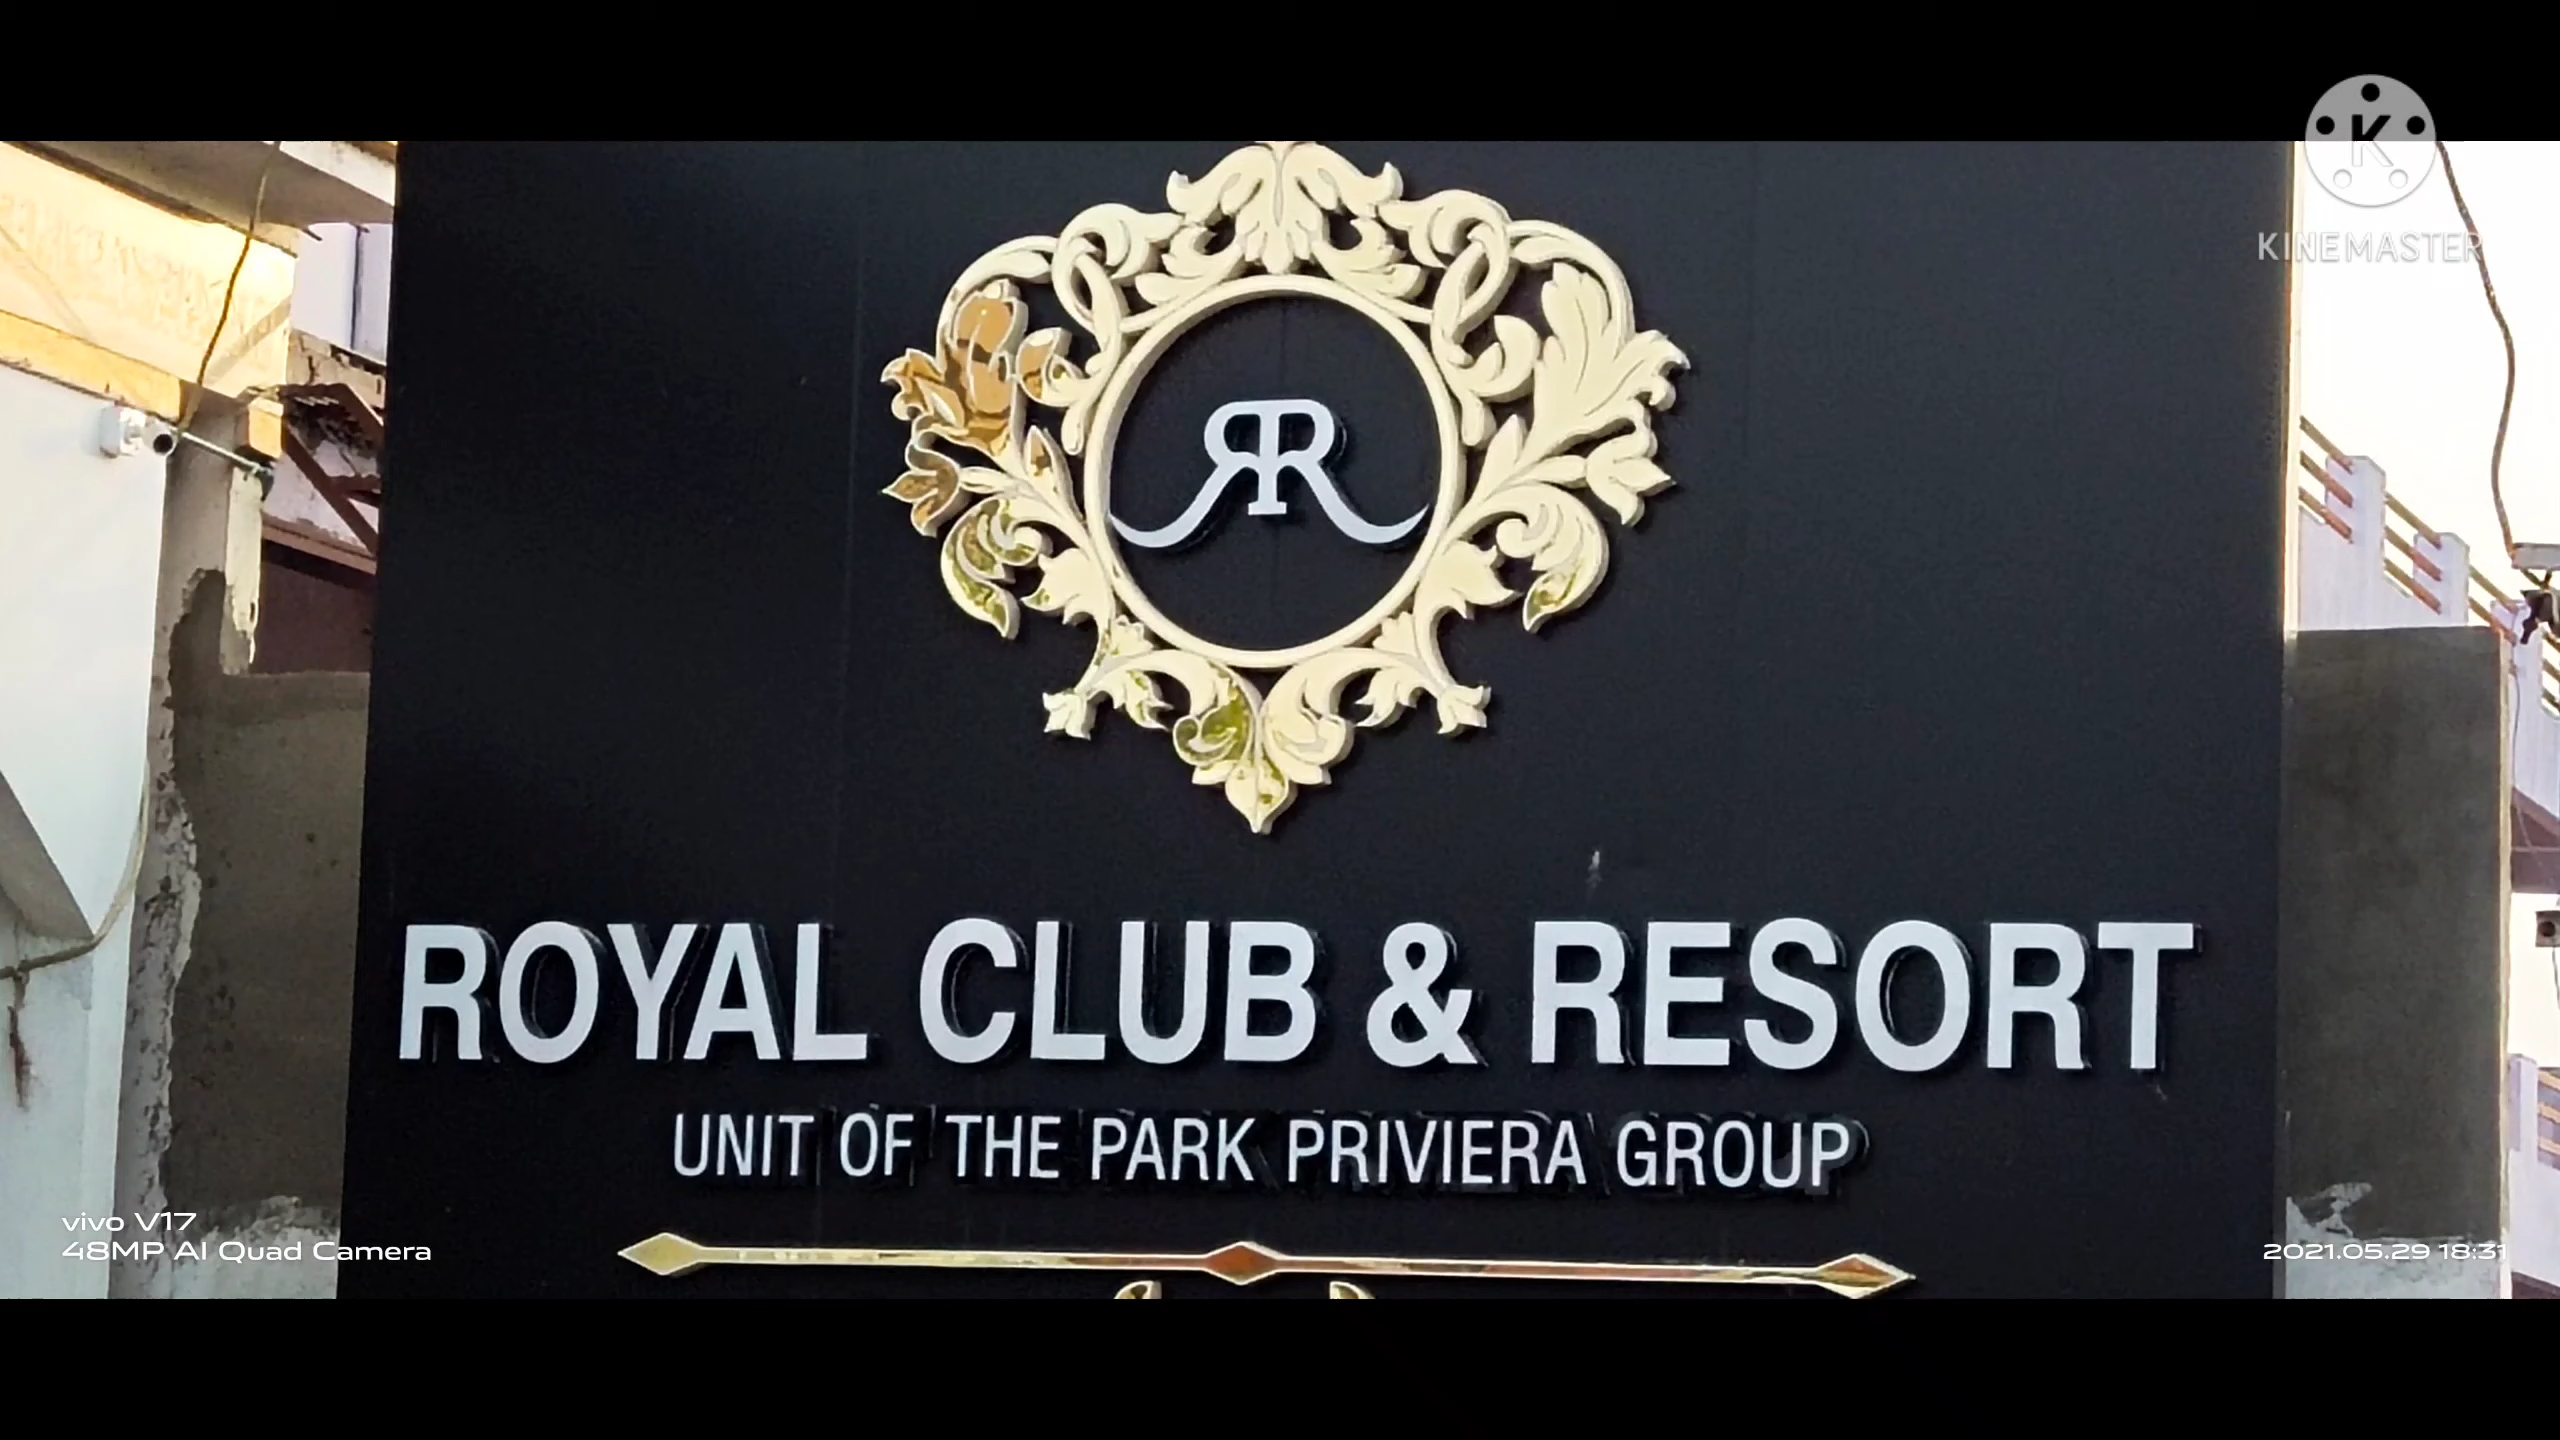 K
KINEMASTER
RR
ROYAL CLUB & RESORT
UNIT OF THE PARK PRIVIERA GROUP
vivo V17
48MP AI Quad Camera
2021.05.29 18:31